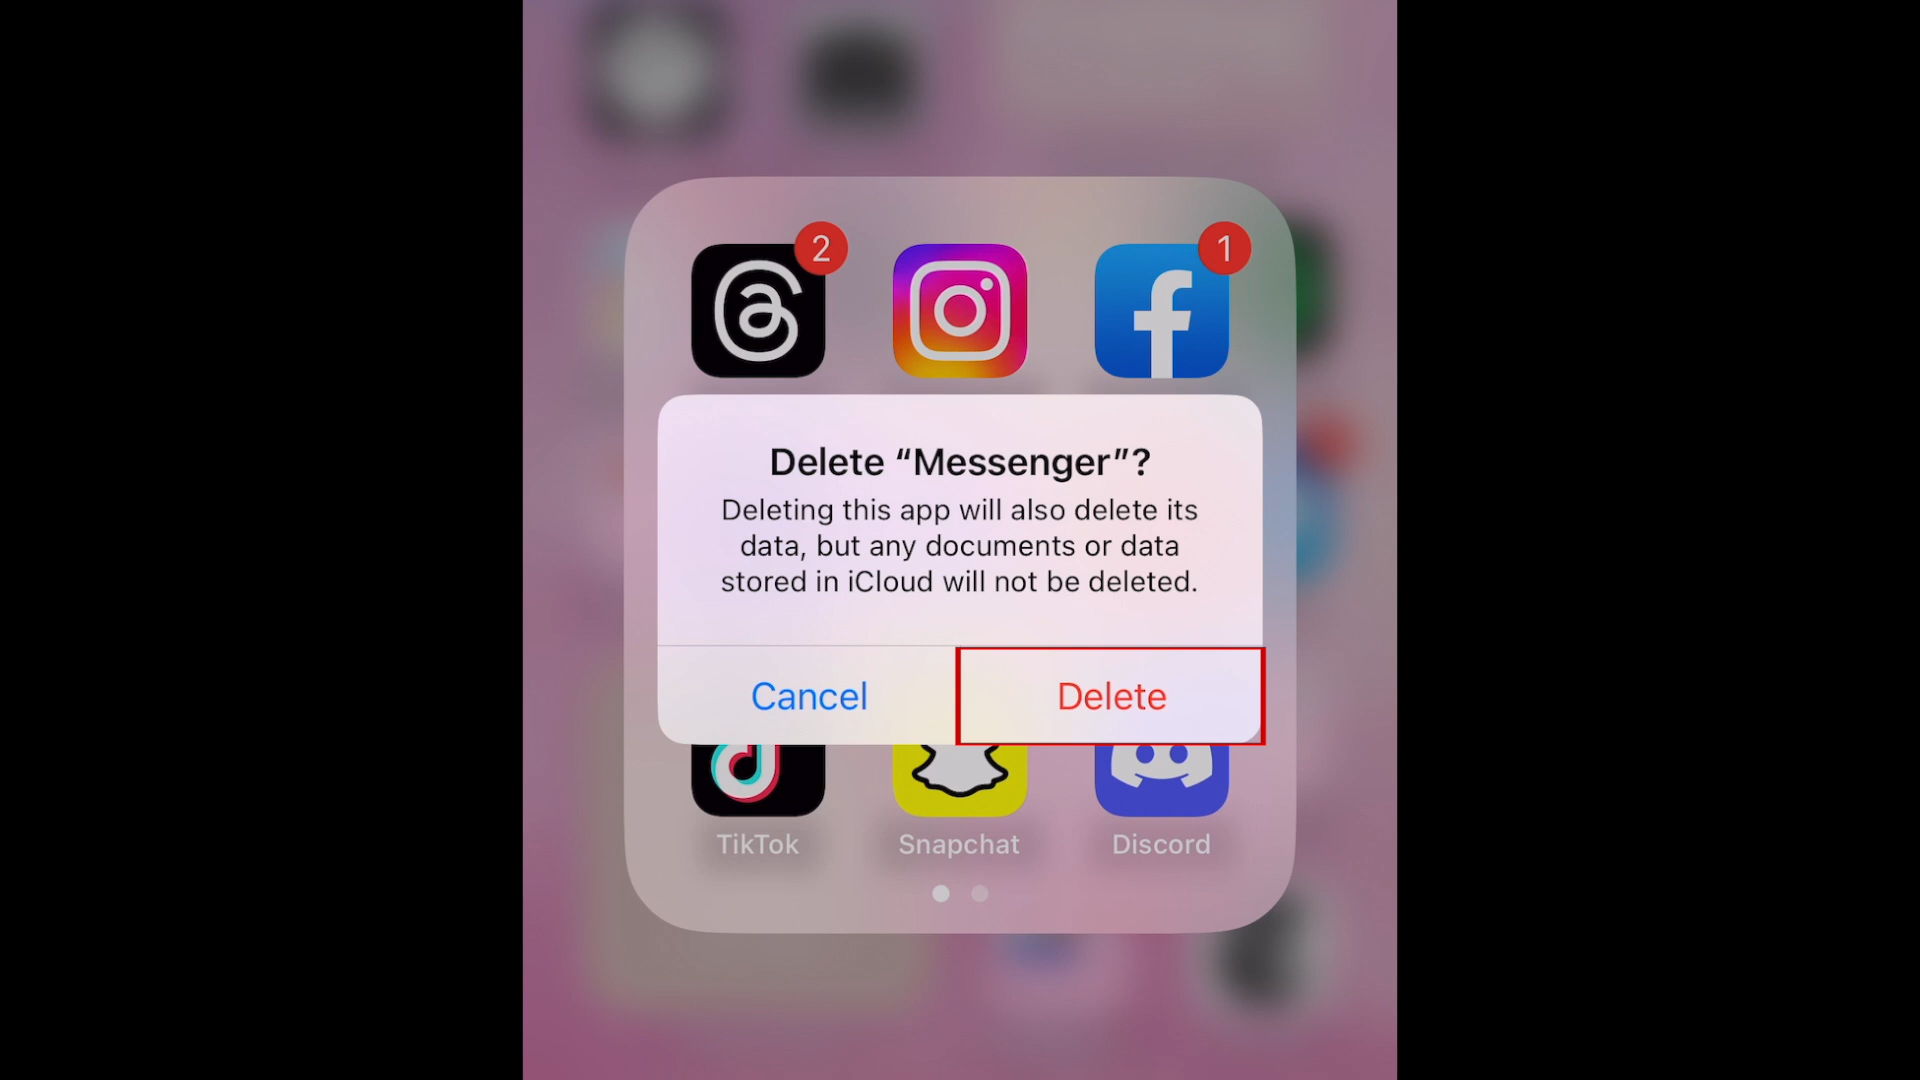 2
1
Delete “Messenger”?
Deleting this app will also delete its
data, but any documents or data
stored in iCloud will not be deleted.
Cancel
Delete
TikTok
Snapchat
Discord